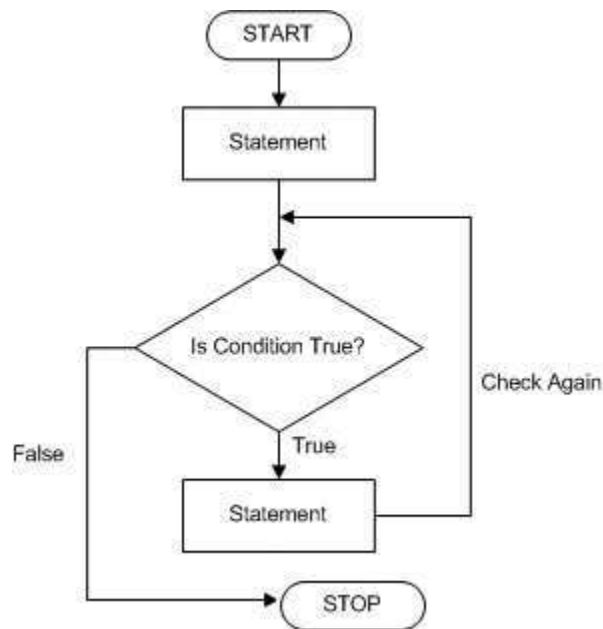 START
Statement
Is Condition True?
Check Again
True
False
Statement
STOP